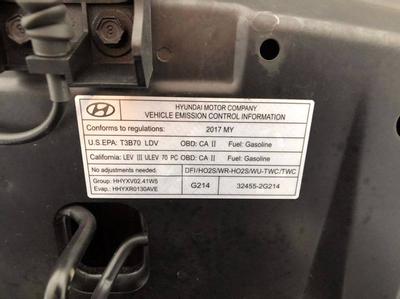 HYUNDAI MOTOR COMPANY
VEHICLE EMISSION CONTROL INFORMATION
Conforms to regulations: 2017 MY
U.S EPA: T3B70 LDV OBD: CA II Fuel: Gasoline
California: LEV III ULEV 70 PC OBD: CA II Fuel: Gasoline
No adjustments needed. DFI/HO2S/WR-HO2S/WU-TWC/TWC
Group: HHYXV02.41W5
Evap.: HHYXR0130AVE
G214 32455-2G214